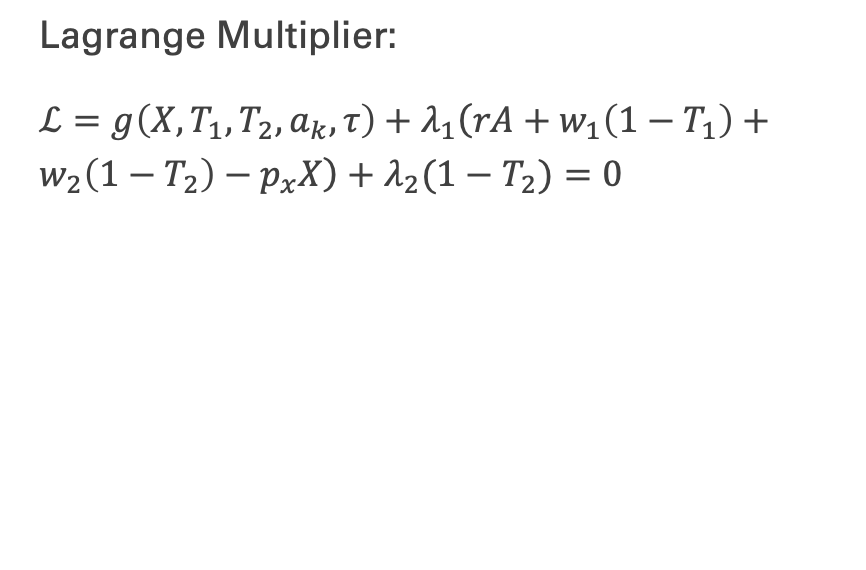 Lagrange Multiplier:
ℒ = g(X, T₁, T₂, aₖ, τ) + λ₁(rA + w₁(1 − T₁) +
w₂(1 − T₂) − pₓX) + λ₂(1 − T₂) = 0